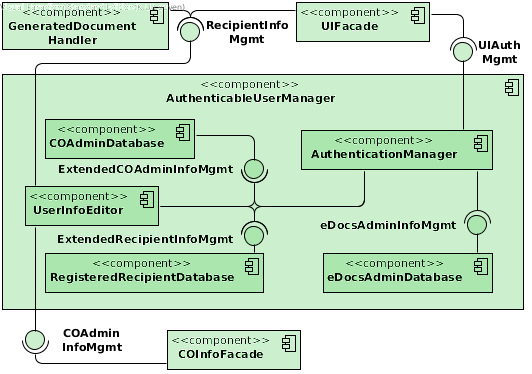 <<component>>
GeneratedDocument
Handler
RecipientInfo
Mgmt
<<component>>
UIFacade
UIAuth
Mgmt
<<component>>
AuthenticableUserManager
<<component>>
COAdminDatabase
<<component>>
AuthenticationManager
ExtendedCOAdminInfoMgmt
<<component>>
UserInfoEditor
eDocsAdminInfoMgmt
ExtendedRecipientInfoMgmt
<<component>>
RegisteredRecipientDatabase
<<component>>
eDocsAdminDatabase
COAdmin
InfoMgmt
<<component>>
COInfoFacade